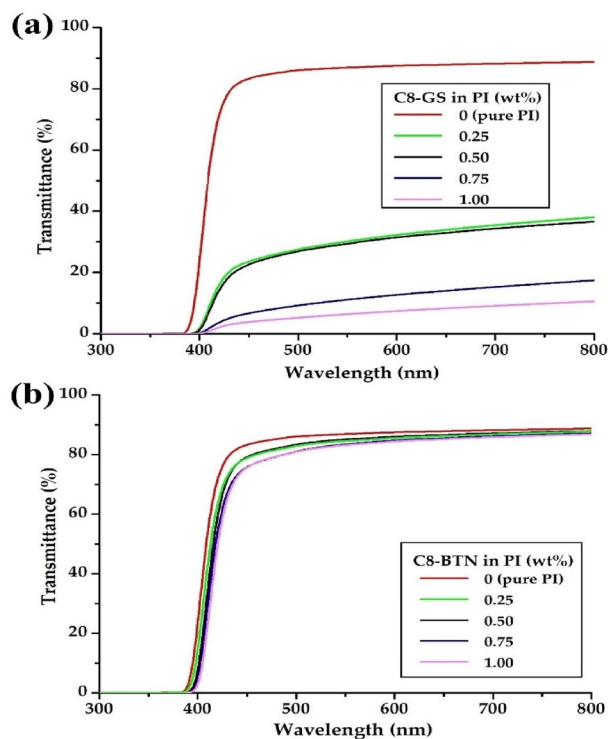 (a)
100
80
60
40
20
0
Transmittance (%)
C8-GS in PI (wt%)
0 (pure PI)
0.25
0.50
0.75
1.00
300 400 500 600 700 800
Wavelength (nm)
(b)
100
80
60
40
20
0
Transmittance (%)
C8-BTN in PI (wt%)
0 (pure PI)
0.25
0.50
0.75
1.00
300 400 500 600 700 800
Wavelength (nm)